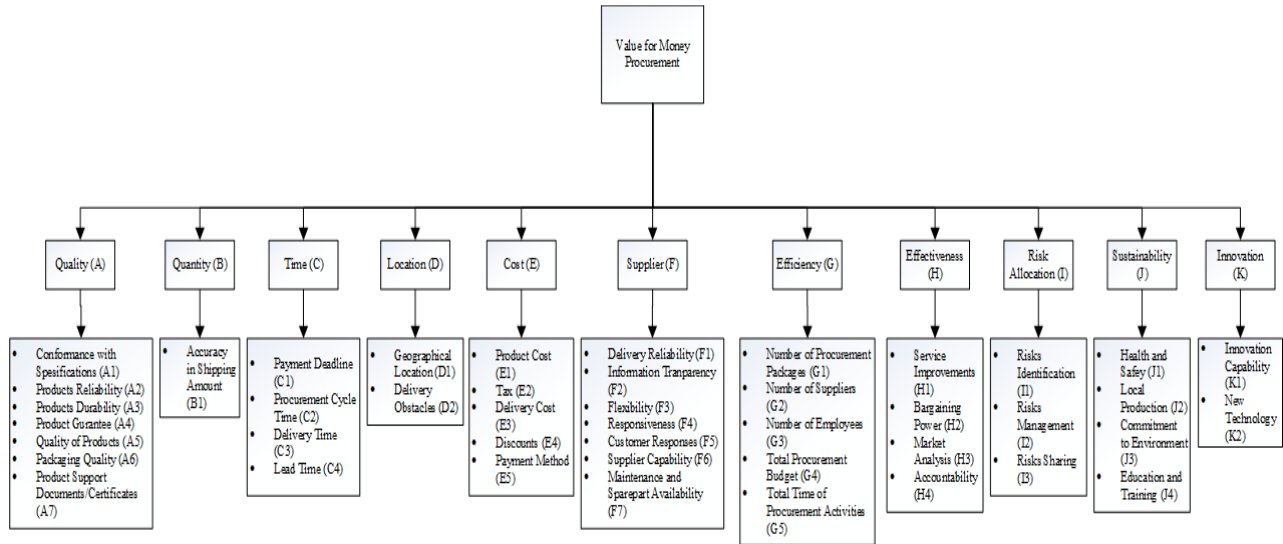 Value for Money
Procurement
Quality (A)
Quantity (B)
Time (C)
Location (D)
Cost (E)
Supplier (F)
Efficiency (G)
Effectiveness
(H)
Risk
Allocation (I)
Sustainability
(J)
Innovation
(K)
• Conformance with
Spesifications (A1)
• Products Reliability (A2)
• Products Durability (A3)
• Product Gurantee (A4)
• Quality of Products (A5)
• Packaging Quality (A6)
• Product Support
Documents/Certificates
(A7)
• Accuracy
in Shipping
Amount
(B1)
• Payment Deadline
(C1)
• Procurement Cycle
Time (C2)
• Delivery Time
(C3)
• Lead Time (C4)
• Geographical
Location (D1)
• Delivery
Obstacles (D2)
• Product Cost
(E1)
• Tax (E2)
• Delivery Cost
(E3)
• Discounts (E4)
• Payment Method
(E5)
• Delivery Reliability (F1)
• Information Tranparency
(F2)
• Flexibility (F3)
• Responsiveness (F4)
• Customer Responses (F5)
• Supplier Capability (F6)
• Maintenance and
Sparepart Availability
(F7)
• Number of Procurement
Packages (G1)
• Number of Suppliers
(G2)
• Number of Employees
(G3)
• Total Procurement
Budget (G4)
• Total Time of
Procurement Activities
(G5)
• Service
Improvements
(H1)
• Bargaining
Power (H2)
• Market
Analysis (H3)
• Accountability
(H4)
• Risks
Identification
(I1)
• Risks
Management
(I2)
• Risks Sharing
(I3)
• Health and
Safey (J1)
• Local
Production (J2)
• Commitment to
Environment
(J3)
• Education and
Training (J4)
• Innovation
Capability
(K1)
• New
Technology
(K2)